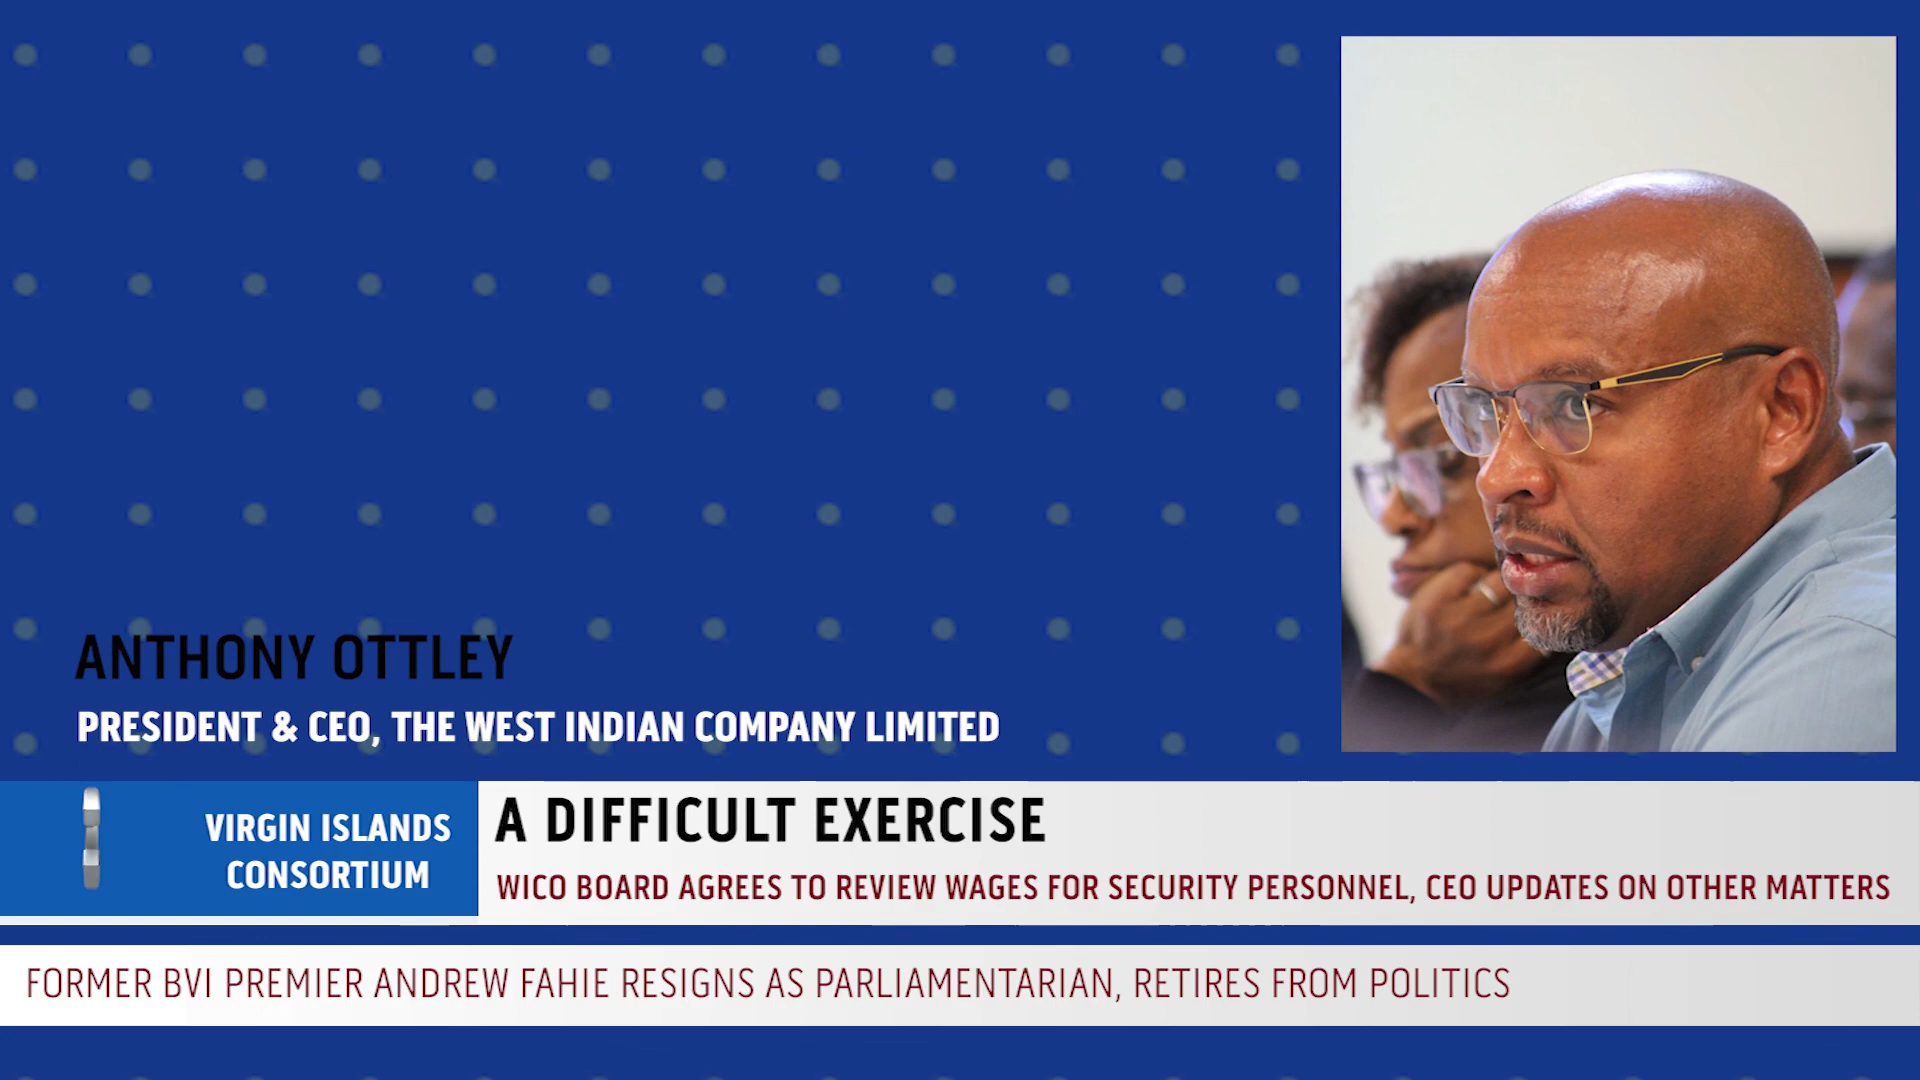 ANTHONY OTTLEY
PRESIDENT & CEO, THE WEST INDIAN COMPANY LIMITED
VIRGIN ISLANDS
CONSORTIUM
A DIFFICULT EXERCISE
WICO BOARD AGREES TO REVIEW WAGES FOR SECURITY PERSONNEL, CEO UPDATES ON OTHER MATTERS
FORMER BVI PREMIER ANDREW FAHIE RESIGNS AS PARLIAMENTARIAN, RETIRES FROM POLITICS